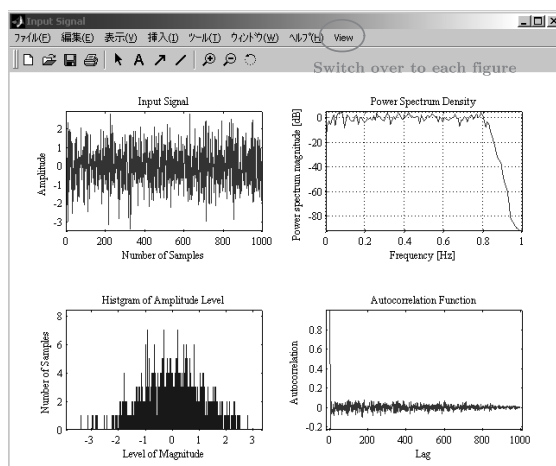 Input Signal
ファイル(F) 編集(E) 表示(V) 挿入(I) ツール(T) ウィンドウ(W) ヘルプ(H) View
A
Switch over to each figure
Input Signal
Amplitude
2
1
0
-1
-2
-3
0 200 400 600 800 1000
Number of Samples
Power Spectrum Density
Power spectrum magnitude [dB]
0
-20
-40
-60
-80
0 0.2 0.4 0.6 0.8 1
Frequency [Hz]
Histgram of Amplitude Level
Number of Samples
8
6
4
2
0
-3 -2 -1 0 1 2 3
Level of Magnitude
Autocorrelation Function
Autocorrelation
0.8
0.6
0.4
0.2
0
-0.2
0 200 400 600 800 1000
Lag